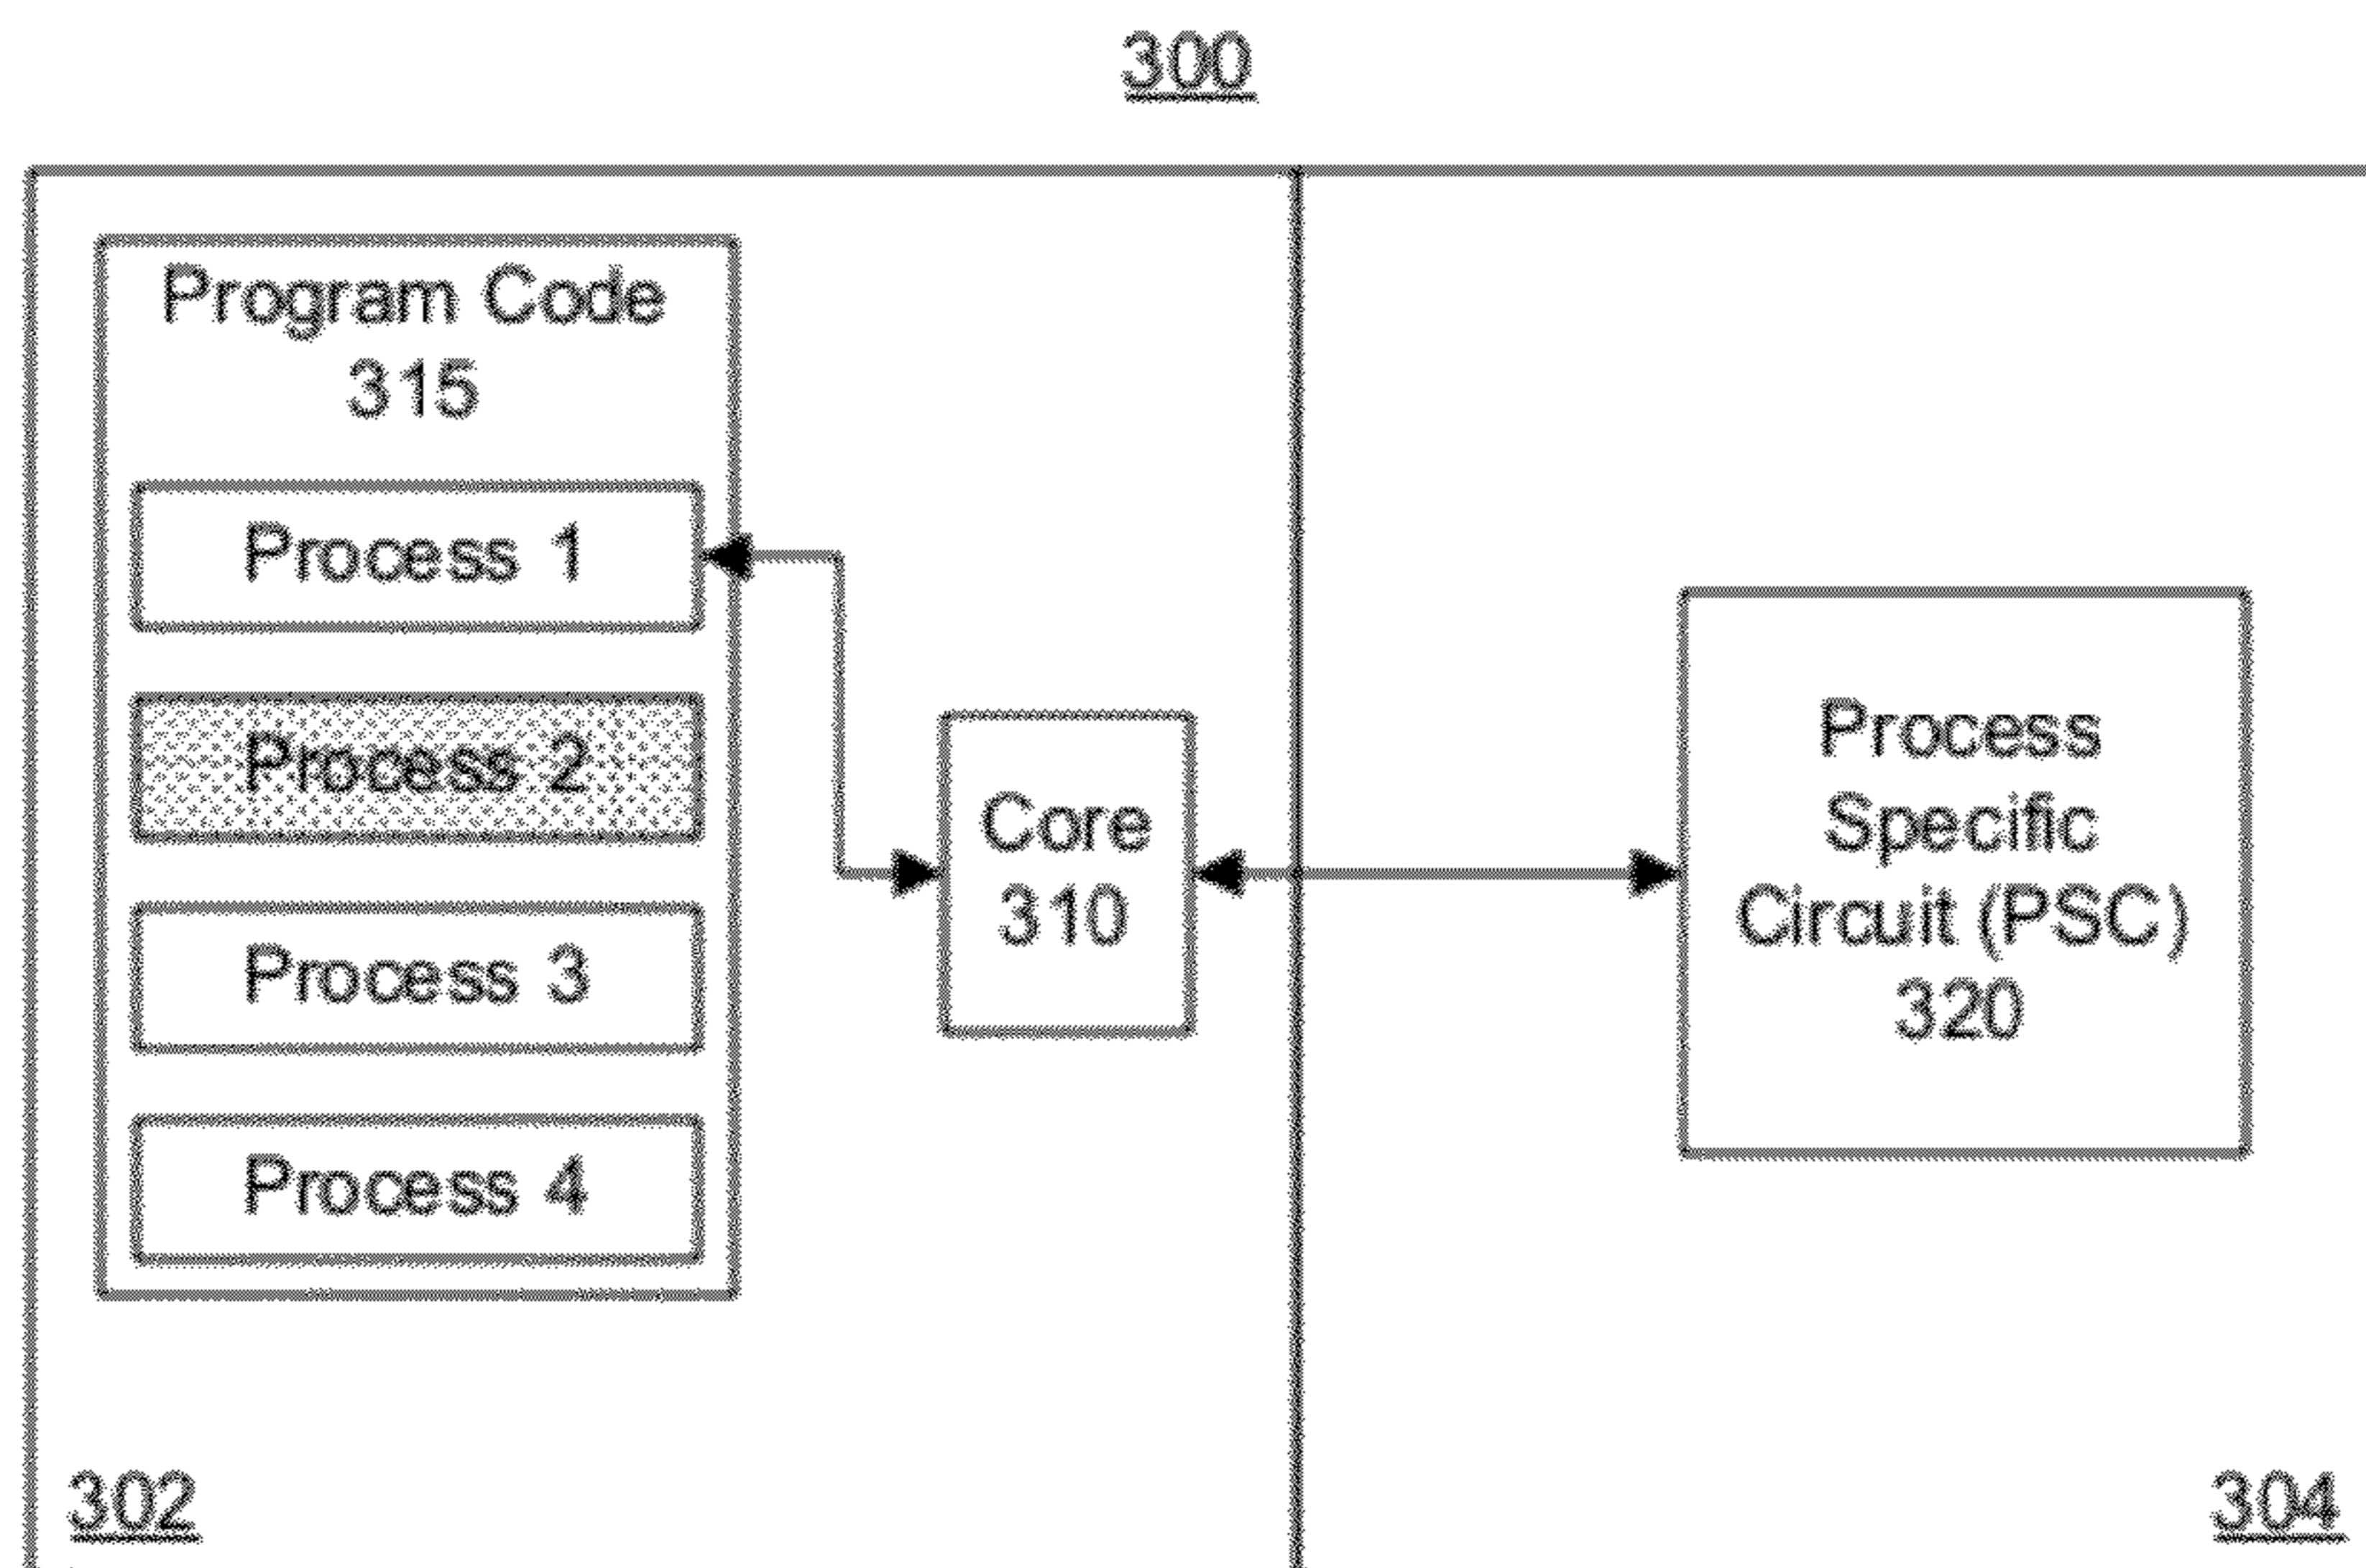 300
Program Code
315
Process 1
Process 2
Process 3
Process 4
Core
310
Process
Specific
Circuit (PSC)
320
302
304